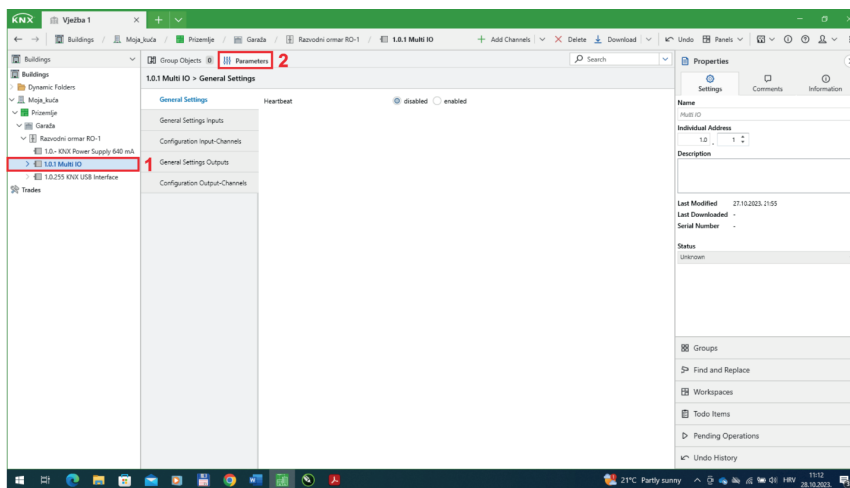 KNX
Vježba 1
Buildings / Moja_kuća / Prizemlje / Garaža / Razvodni ormar RO-1 / 1.0.1 Multi IO
Add Channels Delete Download Undo Panels
Buildings
Buildings
Dynamic Folders
Moja_kuća
Prizemlje
Garaža
Razvodni ormar RO-1
1.0.- KNX Power Supply 640 mA
1.0.1 Multi IO
1
1.0.255 KNX USB Interface
Trades
Group Objects 0 Parameters 2
Search
1.0.1 Multi IO > General Settings
General Settings
General Settings Inputs
Configuration Input-Channels
General Settings Outputs
Configuration Output-Channels
Heartbeat disabled enabled
Properties
Settings Comments Information
Name
Multi IO
Individual Address
1.0 . 1
Description
Last Modified 27.10.2023. 21:55
Last Downloaded -
Serial Number -
Status
Unknown
Groups
Find and Replace
Workspaces
Todo Items
Pending Operations
Undo History
21°C Partly sunny HRV 11:12
28.10.2023.